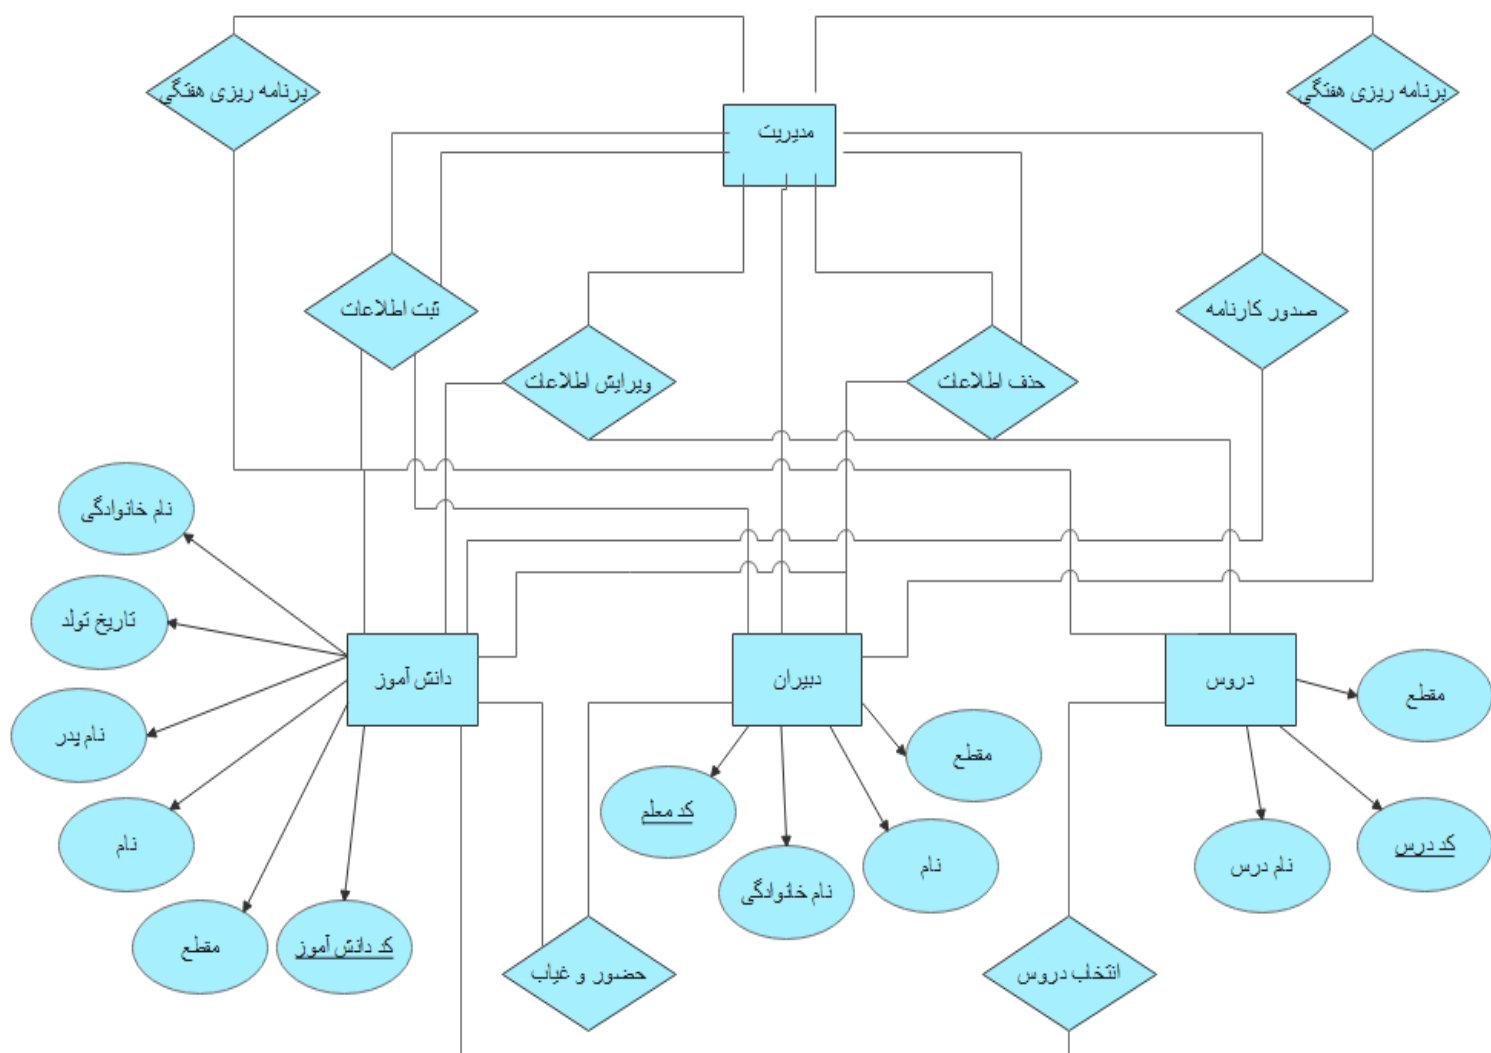 برنامه ریزی هفتگی
برنامه ریزی هفتگی
مدیریت
ثبت اطلاعات
صدور کارنامه
ویرایش اطلاعات
حذف اطلاعات
نام خانوادگی
تاریخ تولد
نام پدر
نام
مقطع
کد دانش آموز
دانش آموز
دبیران
دروس
کد معلم
نام خانوادگی
نام
مقطع
مقطع
کد درس
نام درس
حضور و غیاب
انتخاب دروس